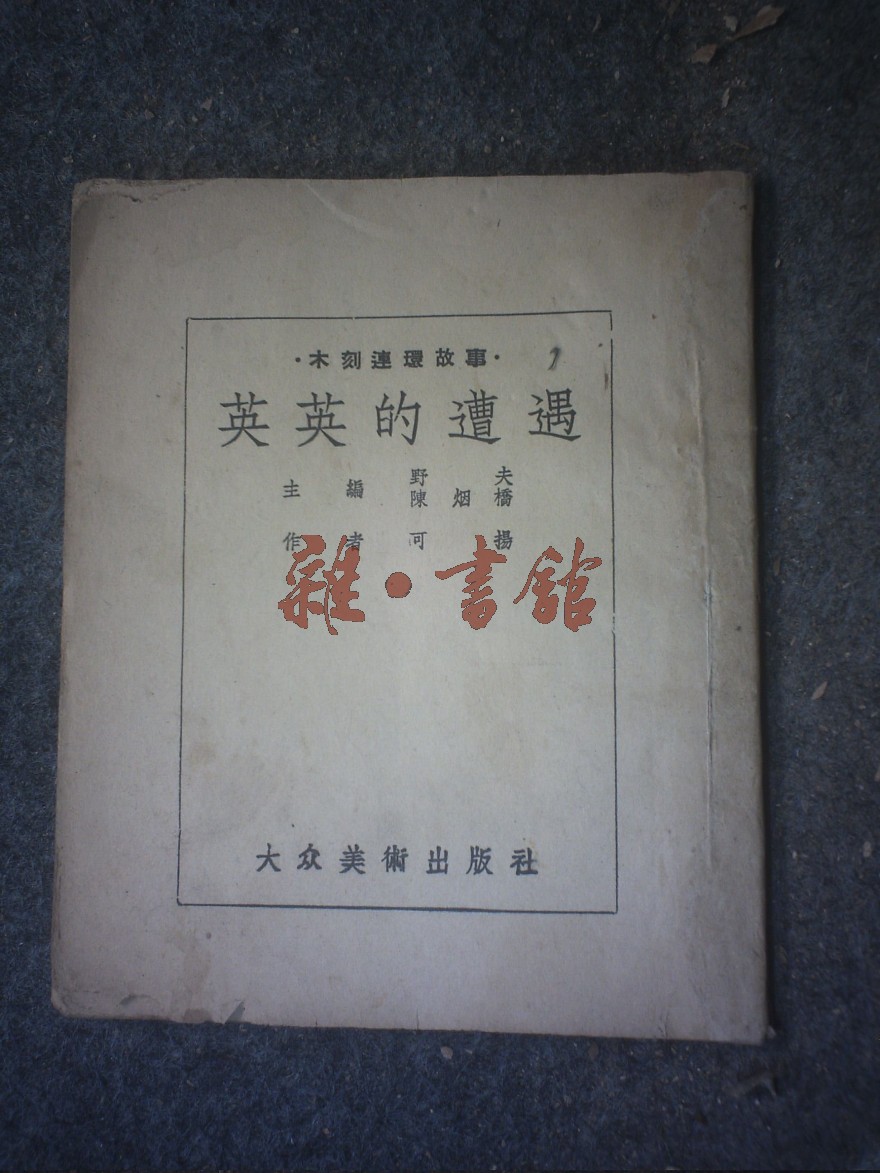 ·木刻連環故事·
英英的遭遇
主編 野夫
陳烟橋
作者 可揚
雜·書館
大众美術出版社